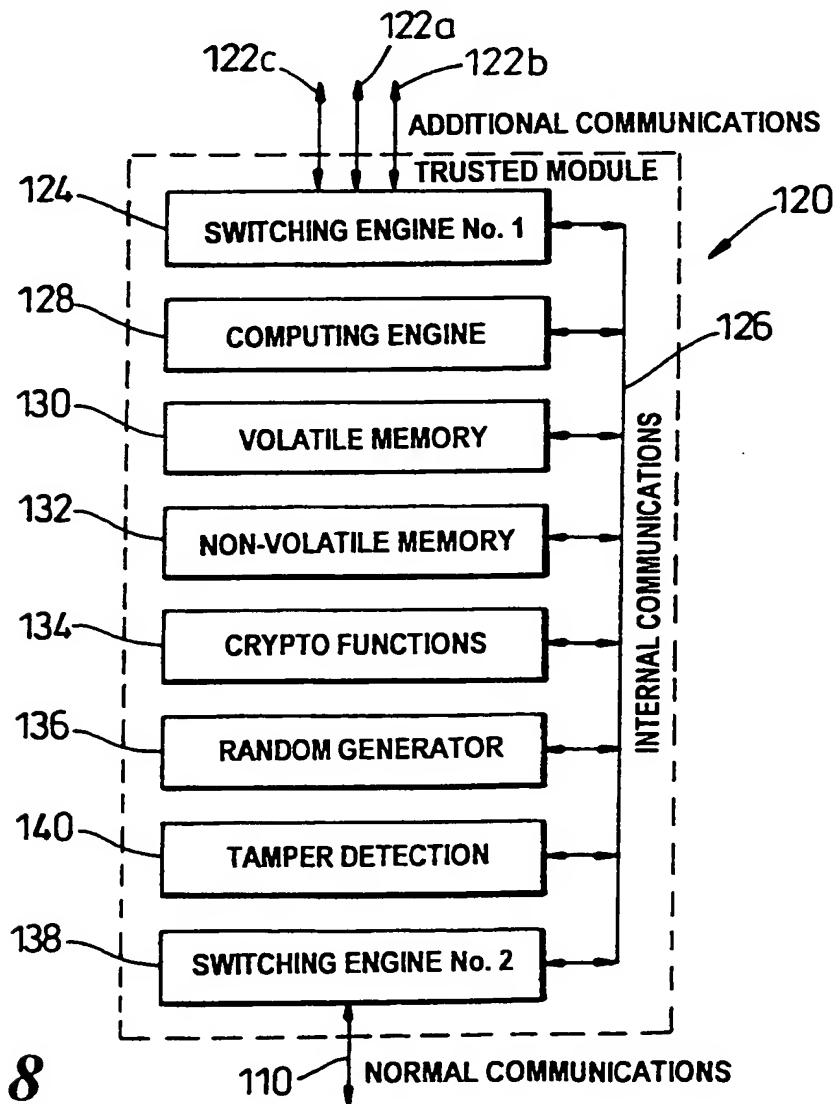 122a
122c
122b
ADDITIONAL COMMUNICATIONS
TRUSTED MODULE
124
SWITCHING ENGINE No. 1
120
128
COMPUTING ENGINE
126
130
VOLATILE MEMORY
INTERNAL COMMUNICATIONS
132
NON-VOLATILE MEMORY
134
CRYPTO FUNCTIONS
136
RANDOM GENERATOR
140
TAMPER DETECTION
138
SWITCHING ENGINE No. 2
8
110
NORMAL COMMUNICATIONS